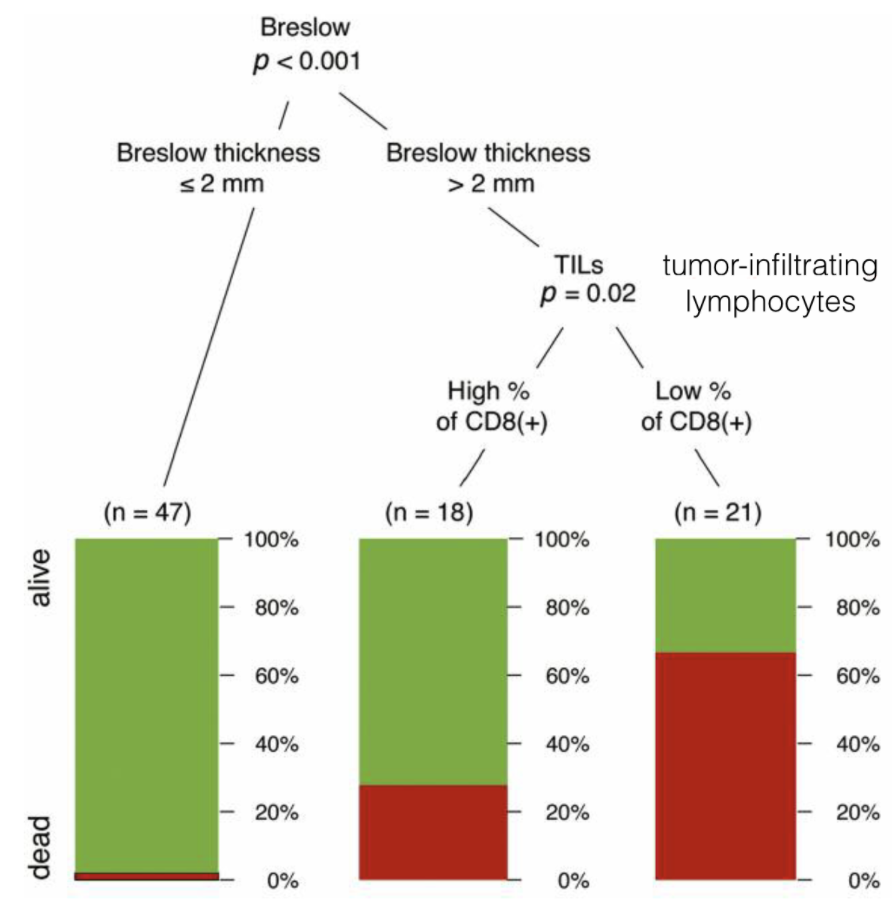 Breslow
p < 0.001
Breslow thickness
≤ 2 mm
Breslow thickness
> 2 mm
TILs
p = 0.02
tumor-infiltrating
lymphocytes
High %
of CD8(+)
Low %
of CD8(+)
(n = 47)
(n = 18)
(n = 21)
alive
dead
100%
80%
60%
40%
20%
0%
100%
80%
60%
40%
20%
0%
100%
80%
60%
40%
20%
0%